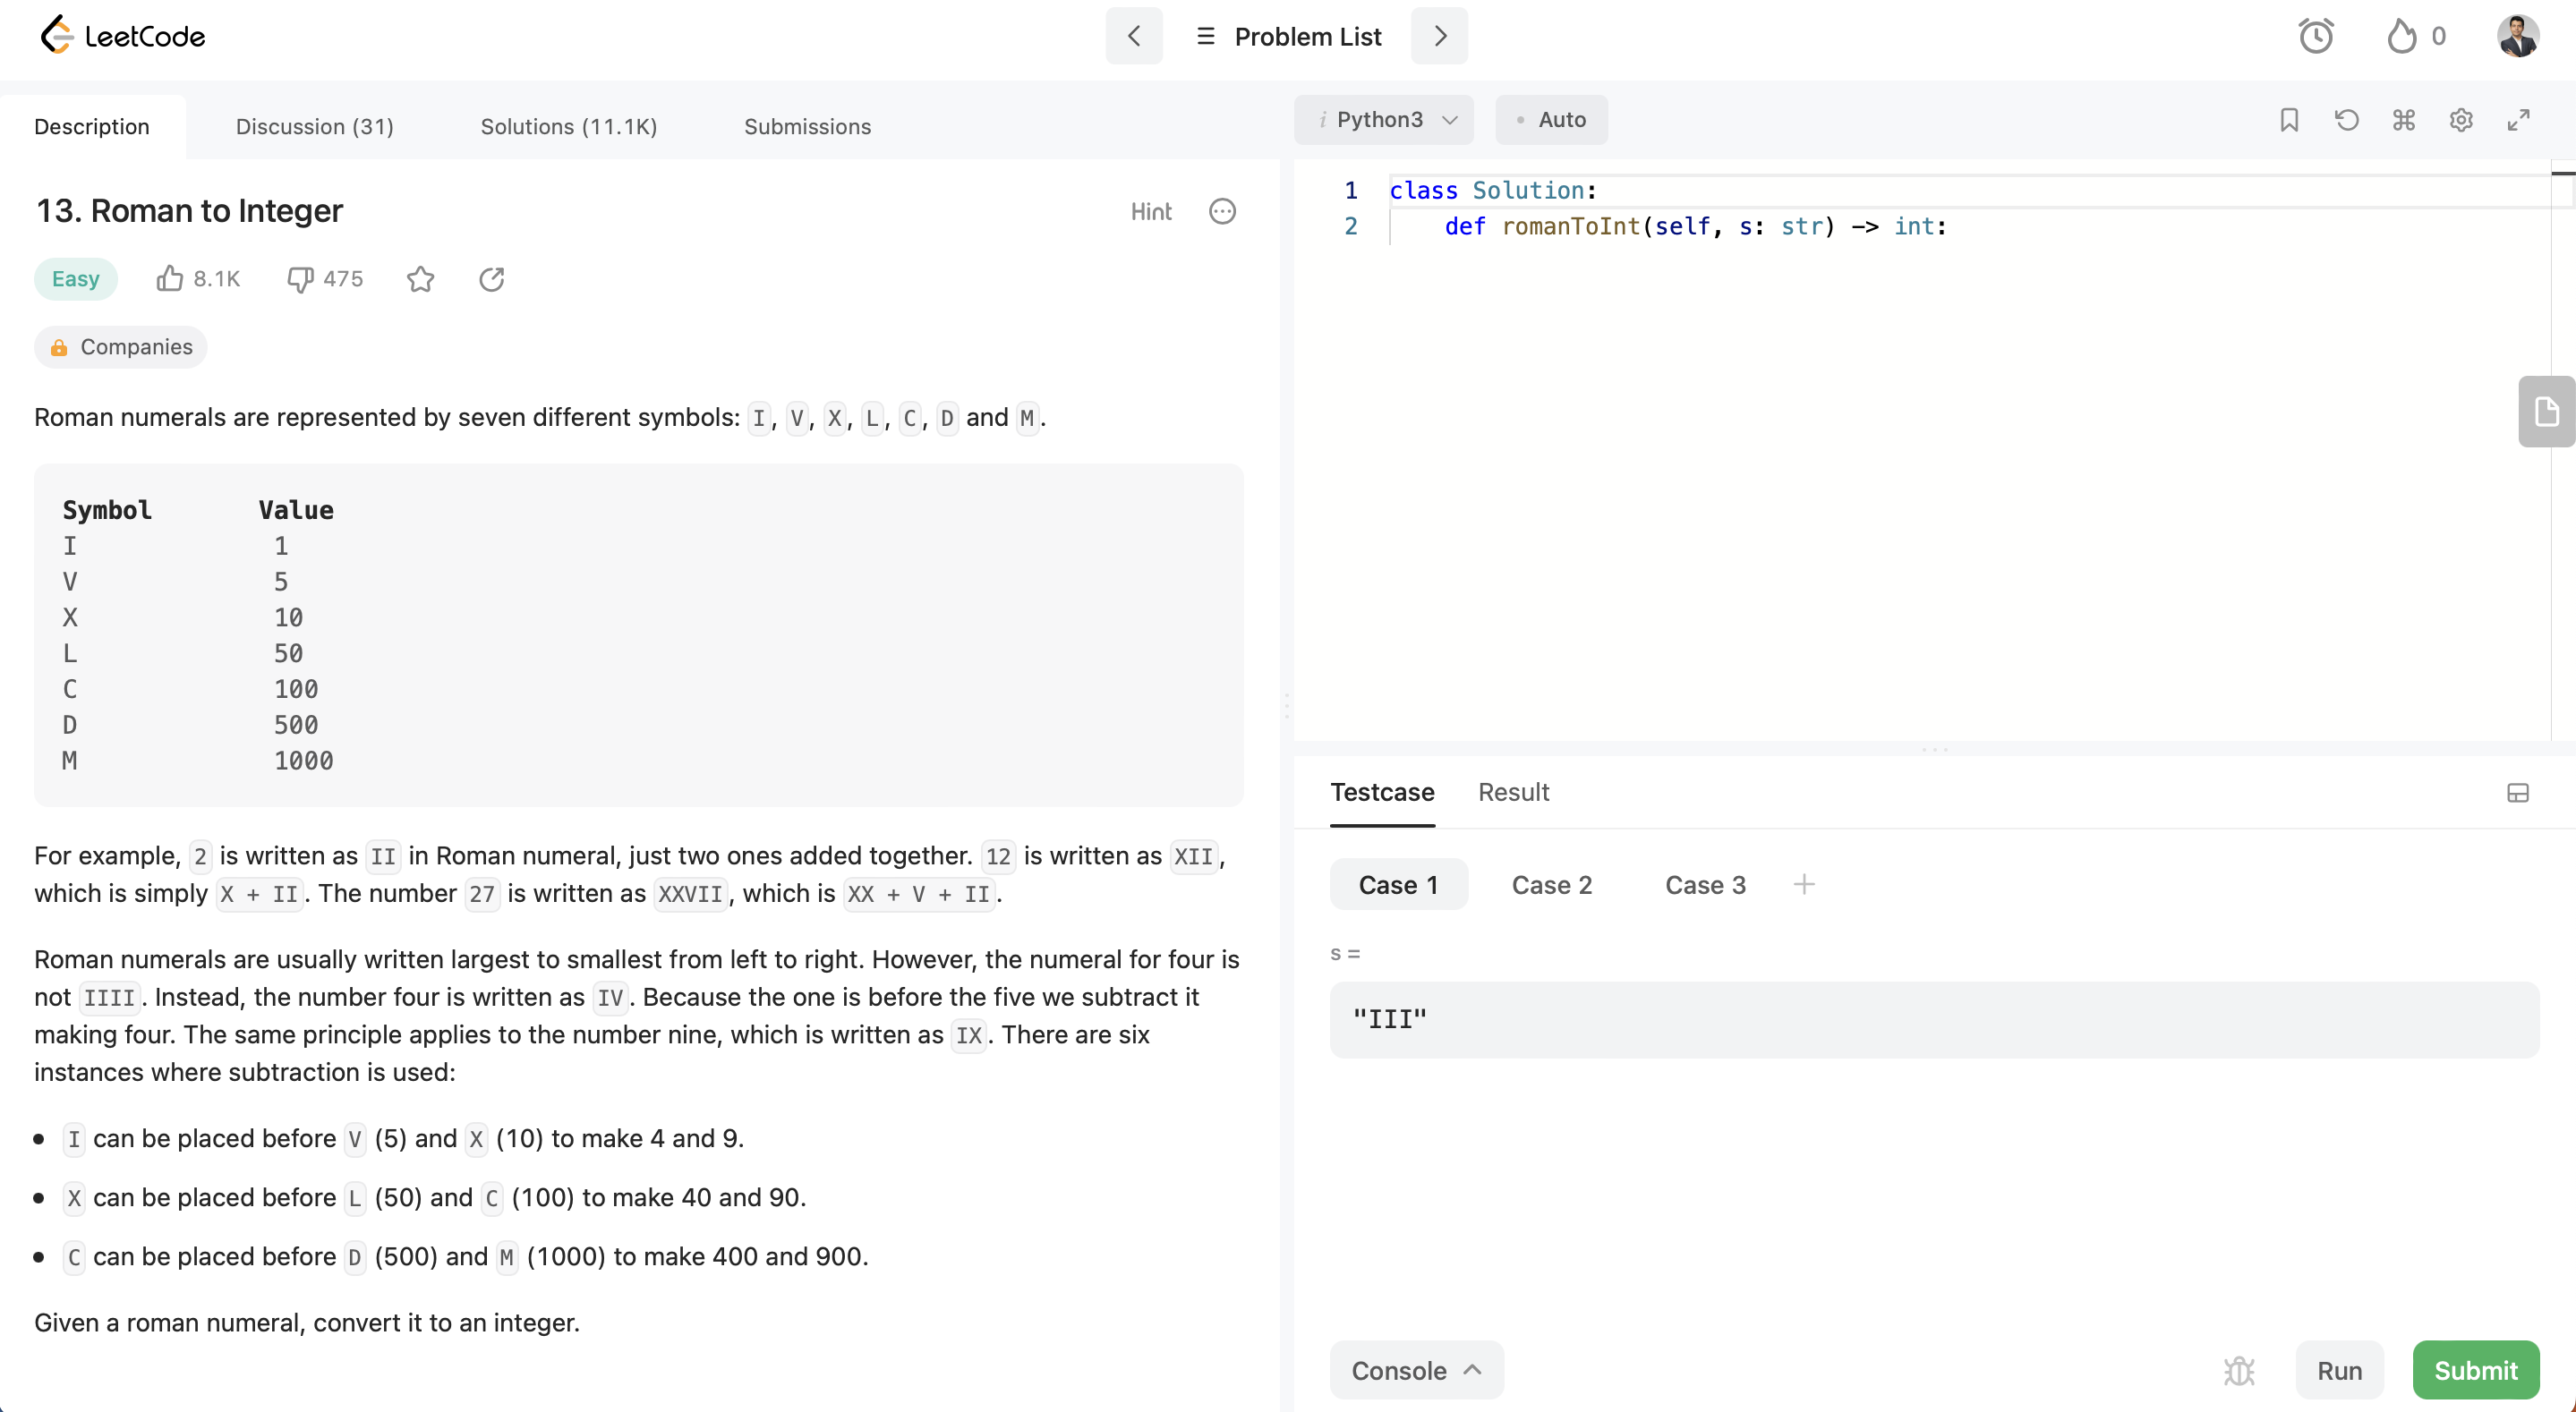 LeetCode
Problem List
0
Description
Discussion (31)
Solutions (11.1K)
Submissions
13. Roman to Integer
Hint
Easy
8.1K
475
Companies
Roman numerals are represented by seven different symbols: I, V, X, L, C, D and M.
Symbol Value
I 1
V 5
X 10
L 50
C 100
D 500
M 1000
For example, 2 is written as II in Roman numeral, just two ones added together. 12 is written as XII,
which is simply X + II. The number 27 is written as XXVII, which is XX + V + II.
Roman numerals are usually written largest to smallest from left to right. However, the numeral for four is
not IIII. Instead, the number four is written as IV. Because the one is before the five we subtract it
making four. The same principle applies to the number nine, which is written as IX. There are six
instances where subtraction is used:
• I can be placed before V (5) and X (10) to make 4 and 9.
• X can be placed before L (50) and C (100) to make 40 and 90.
• C can be placed before D (500) and M (1000) to make 400 and 900.
Given a roman numeral, convert it to an integer.
i Python3
• Auto
1 class Solution:
2     def romanToInt(self, s: str) -> int:
Testcase
Result
Case 1
Case 2
Case 3
+
s =
"III"
Console
Run
Submit